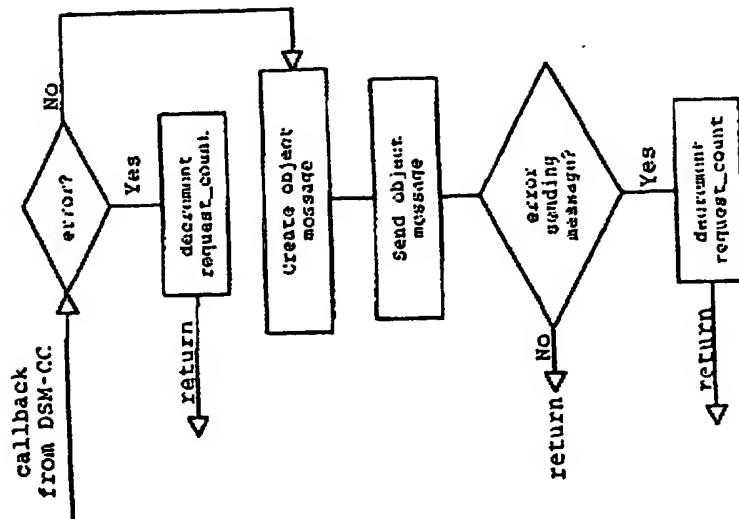 callback
from DSM-CC
error?
No
Yes
decrement
request_count
return
Create object
message
Send object
message
error
sending
message?
No
return
Yes
decrement
request_count
return